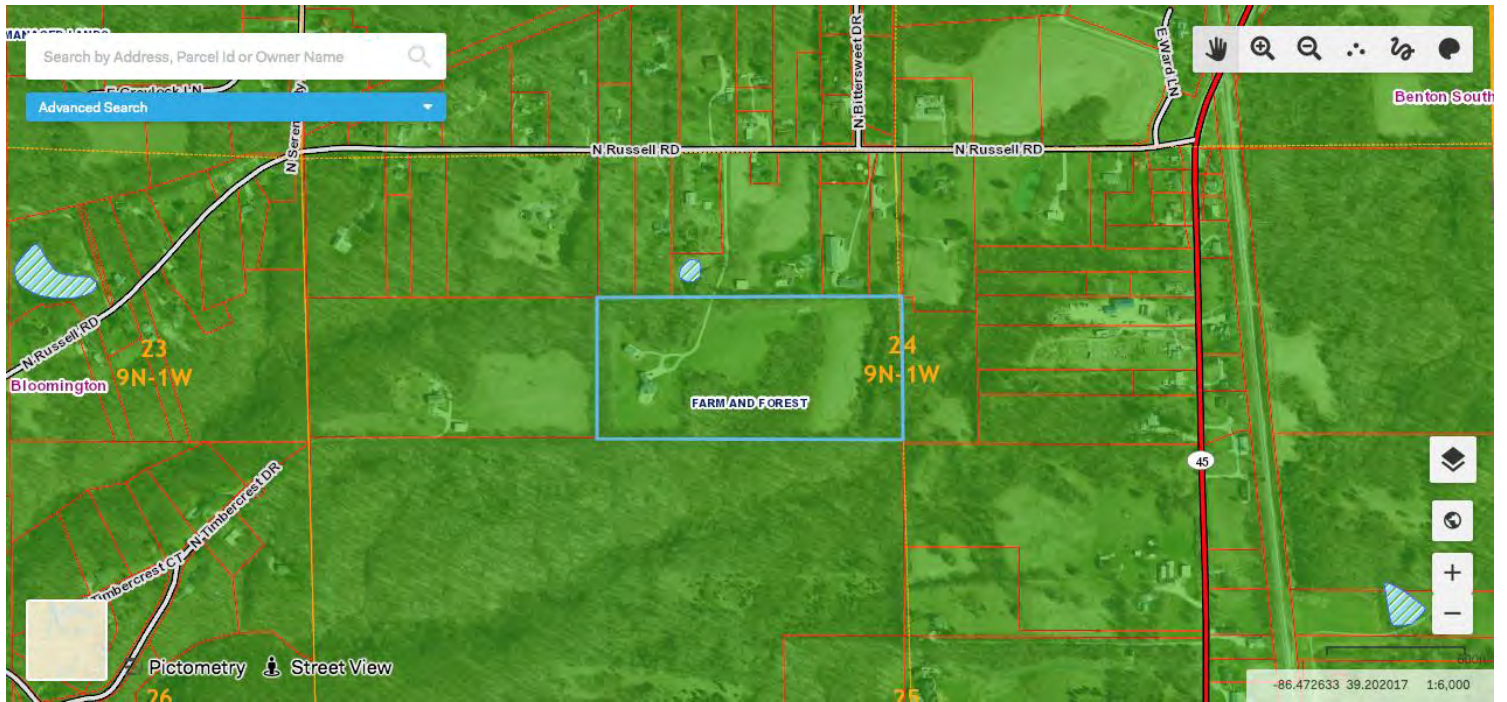 MANAGED LANDS
Search by Address, Parcel Id or Owner Name
Advanced Search
E Graylock LN
N Bittersweet DR
E Ward LN
Benton South
N Russell RD
N Russell RD
N Russell RD
23
9N-1W
Bloomington
24
9N-1W
FARM AND FOREST
45
N Timbercrest DR
Timbercrest CT
Pictometry
Street View
26
25
600ft
-86.472633 39.202017 1:6,000